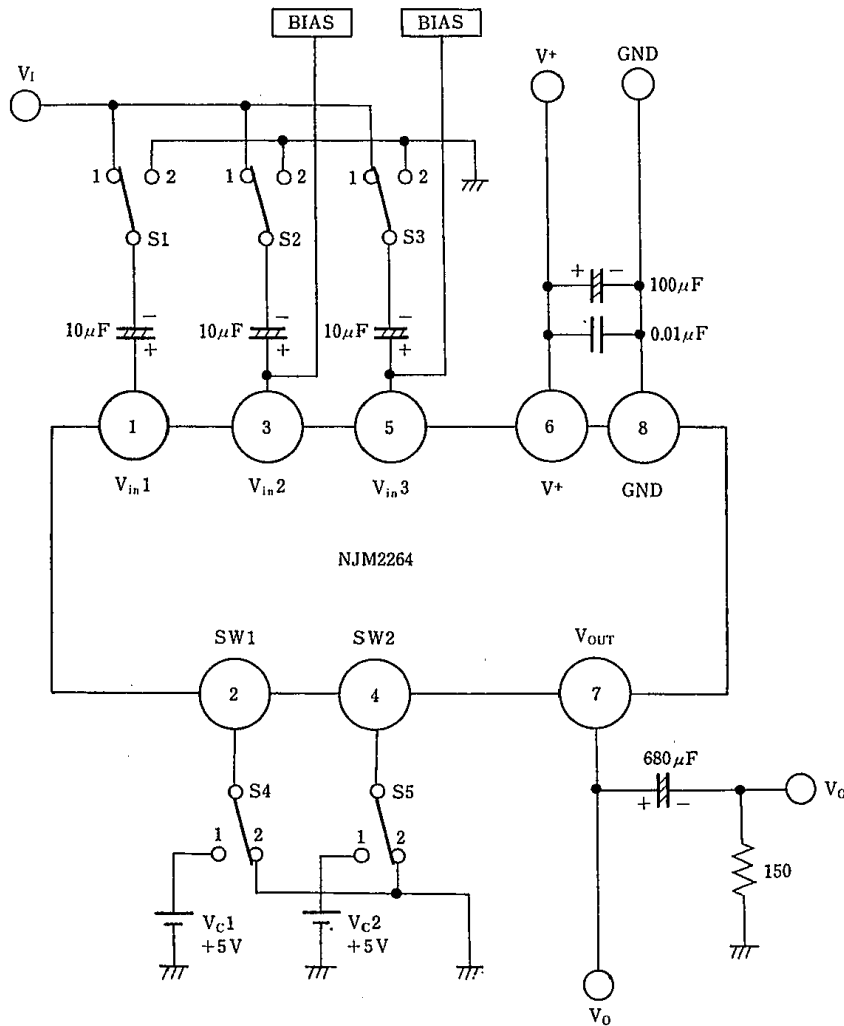 BIAS BIAS
V+ GND
VI
1 2 1 2 1 2
S1 S2 S3
+ − 100μF
10μF − + 10μF − + 10μF − +
0.01μF
1 3 5 6 8
Vin1 Vin2 Vin3 V+ GND
NJM2264
SW1 SW2 VOUT
2 4 7
680μF
S4 S5
+ − Vo
1 2 1 2
150
VC1 VC2
+5V +5V
Vo